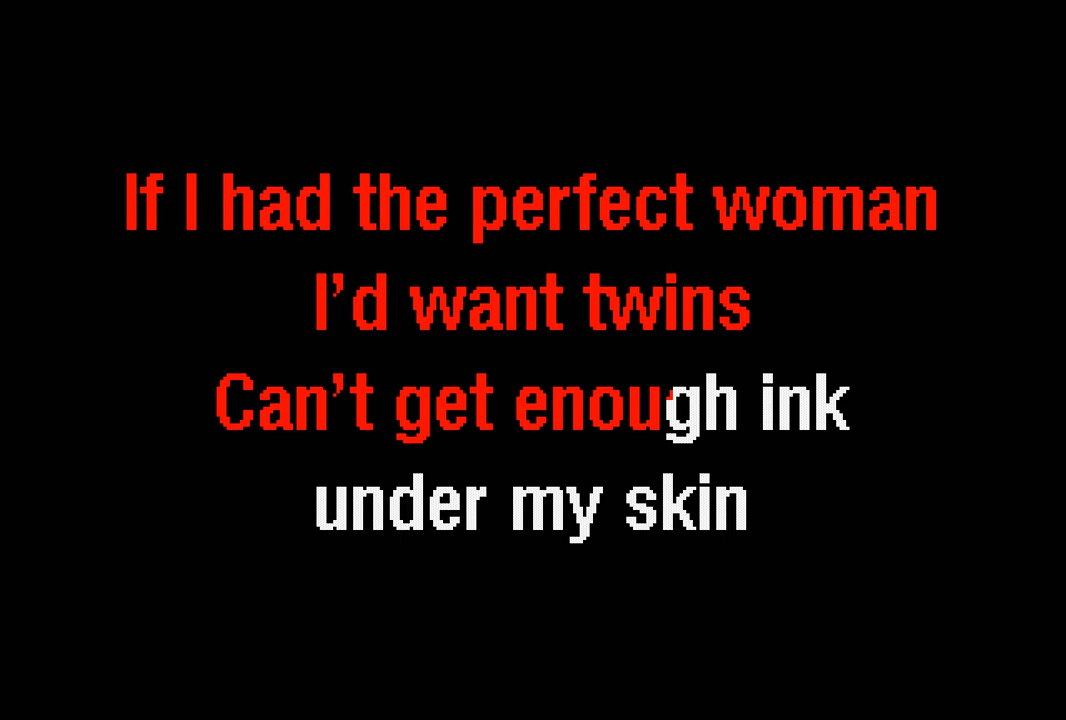 If I had the perfect woman
I’d want twins
Can’t get enough ink
under my skin